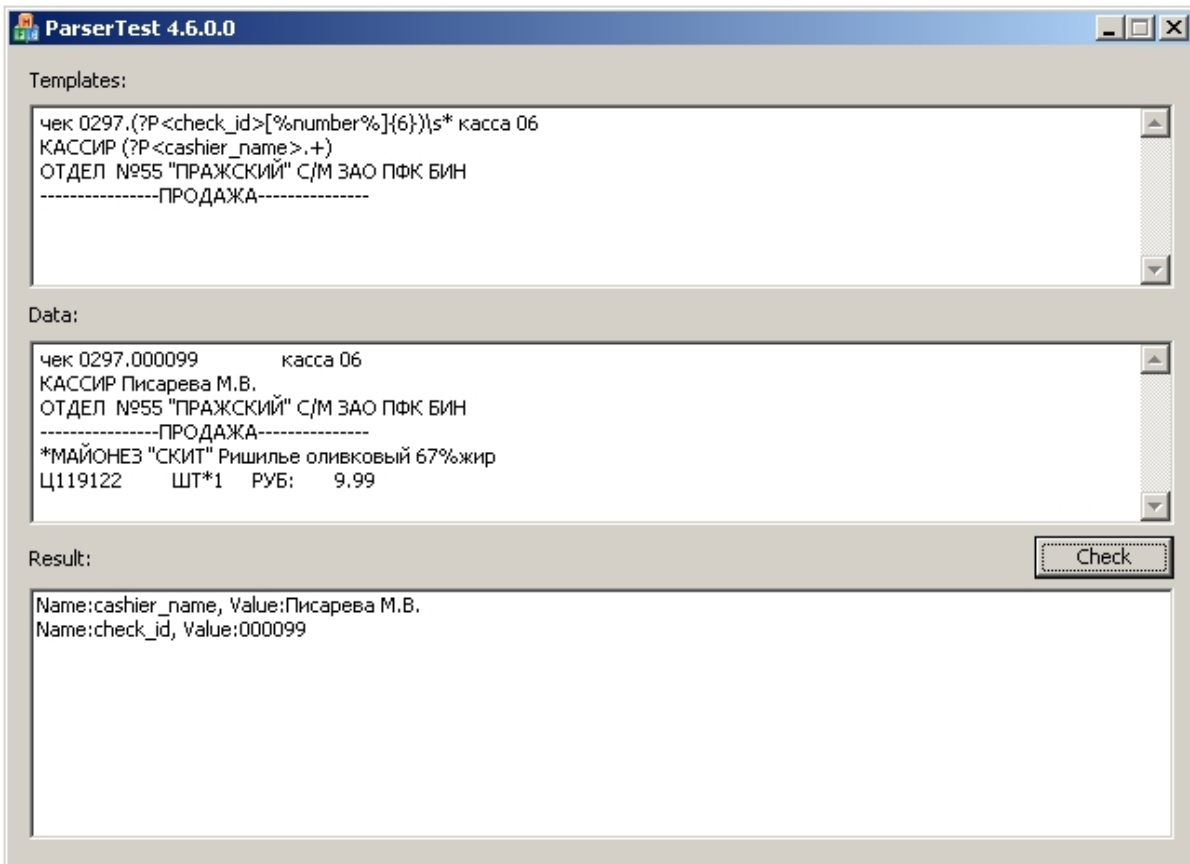 ParserTest 4.6.0.0
Templates:
чек 0297.(?P<check_id>[%number%]{6})\s* касса 06
КАССИР (?P<cashier_name>.+)
ОТДЕЛ  №55 "ПРАЖСКИЙ" С/М ЗАО ПФК БИН
----------------ПРОДАЖА---------------
Data:
чек 0297.000099                касса 06
КАССИР Писарева М.В.
ОТДЕЛ  №55 "ПРАЖСКИЙ" С/М ЗАО ПФК БИН
----------------ПРОДАЖА---------------
*МАЙОНЕЗ "СКИТ" Ришилье оливковый 67%жир
Ц119122         ШТ*1     РУБ:       9.99
Result:
Check
Name:cashier_name, Value:Писарева М.В.
Name:check_id, Value:000099